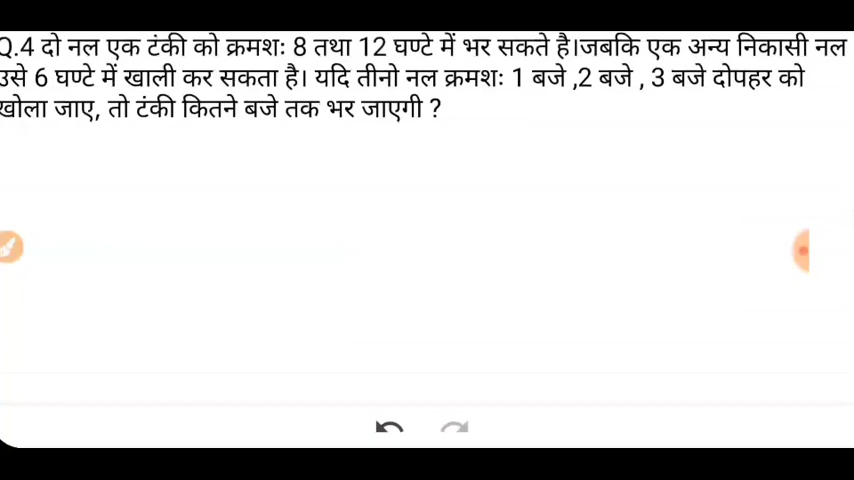 Q.4 दो नल एक टंकी को क्रमशः 8 तथा 12 घण्टे में भर सकते है।जबकि एक अन्य निकासी नल
उसे 6 घण्टे में खाली कर सकता है। यदि तीनो नल क्रमशः 1 बजे ,2 बजे , 3 बजे दोपहर को
खोला जाए, तो टंकी कितने बजे तक भर जाएगी ?